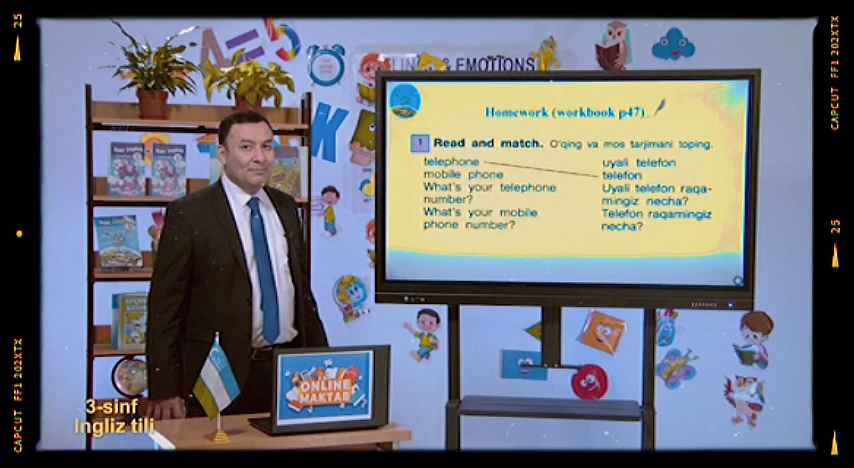 25
25
CAPCUT FF1 202XTX
LING & EMOTIONS
Homework (workbook p47)
1 Read and match. O'qing va mos tarjimani toping.
telephone
uyali telefon
mobile phone
telefon
What's your telephone number?
Uyali telefon raqa-
mingiz necha?
What's your mobile
phone number?
Telefon raqamingiz
necha?
ONLINE
MAKTAB
3-sinf
Ingliz tili
CAPCUT FF1 202XTX